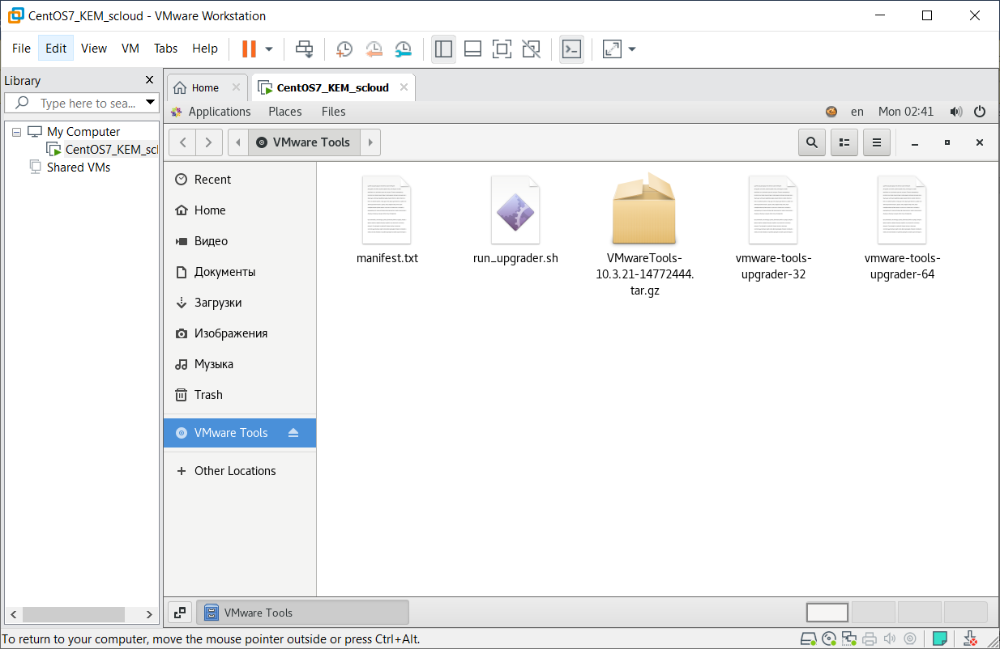 CentOS7_KEM_scloud - VMware Workstation
File Edit View VM Tabs Help
Library
Type here to sea...
My Computer
CentOS7_KEM_scl
Shared VMs
Home
CentOS7_KEM_scloud
Applications Places Files
en Mon 02:41
VMware Tools
Recent
Home
Видео
Документы
Загрузки
Изображения
Музыка
Trash
VMware Tools
Other Locations
manifest.txt
run_upgrader.sh
VMwareTools-
10.3.21-14772444.
tar.gz
vmware-tools-
upgrader-32
vmware-tools-
upgrader-64
VMware Tools
To return to your computer, move the mouse pointer outside or press Ctrl+Alt.